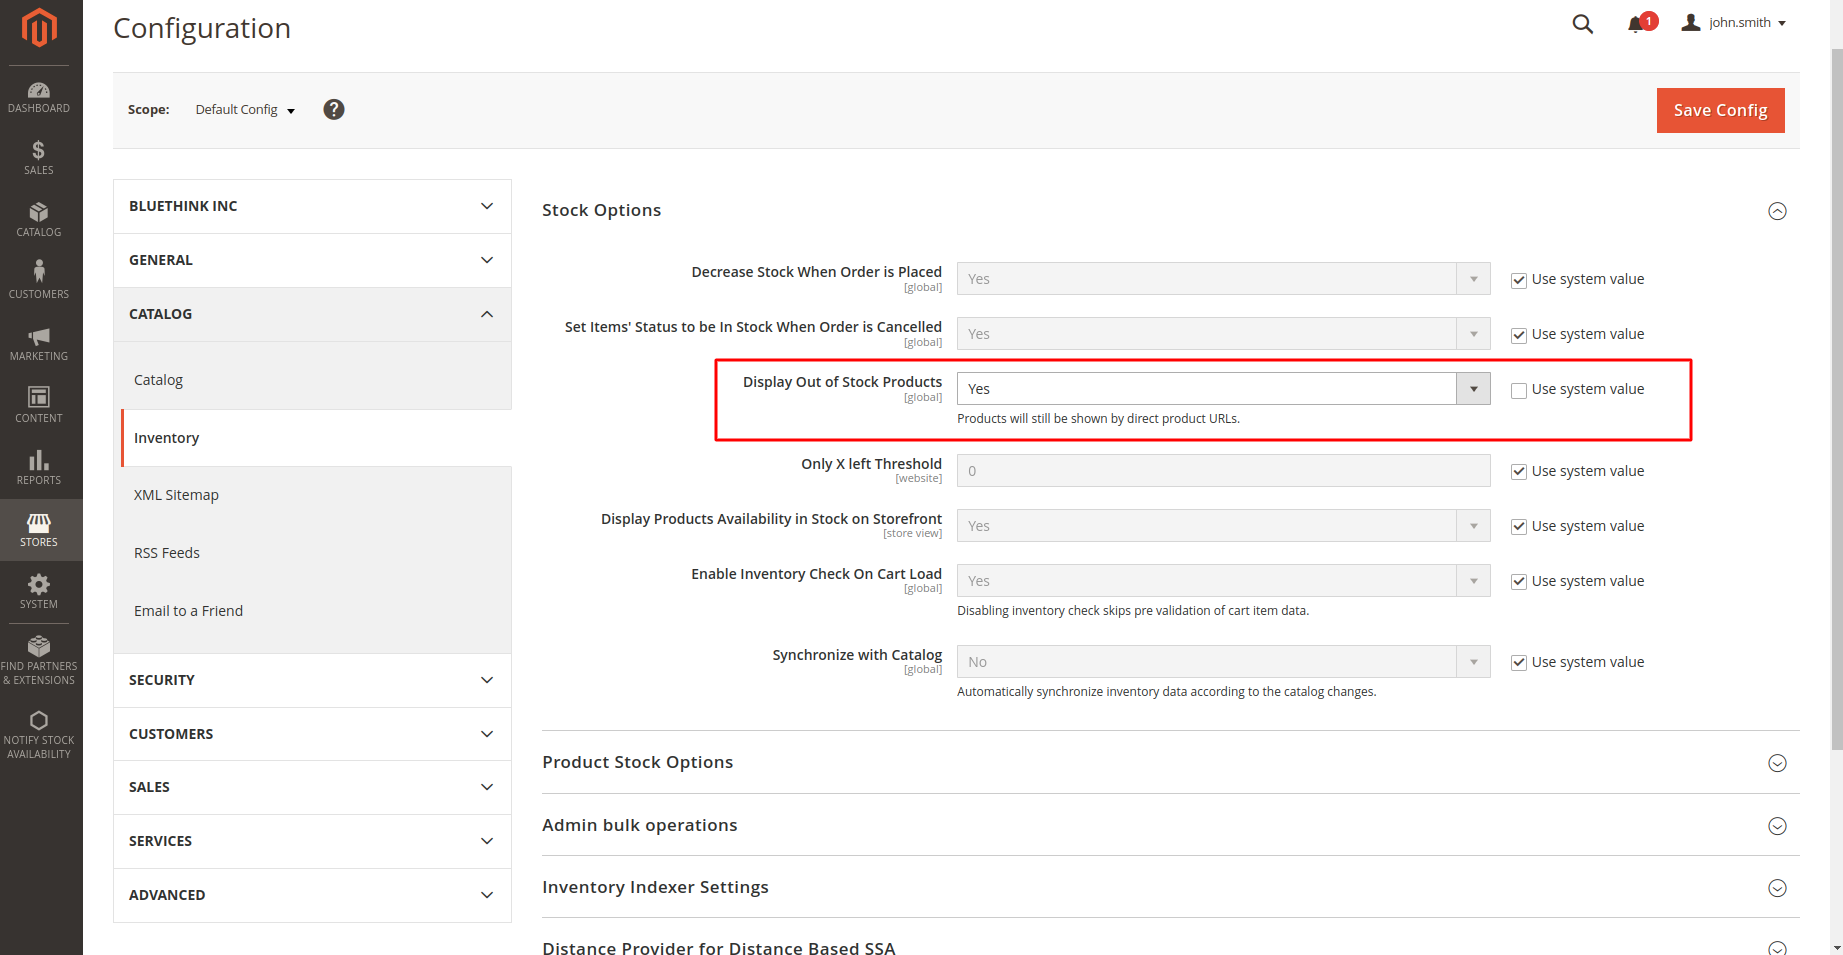 Configuration
1
john.smith
Scope: Default Config ?
Save Config
DASHBOARD
SALES
CATALOG
CUSTOMERS
MARKETING
CONTENT
REPORTS
STORES
SYSTEM
FIND PARTNERS
& EXTENSIONS
NOTIFY STOCK
AVAILABILITY
BLUETHINK INC
GENERAL
CATALOG
Catalog
Inventory
XML Sitemap
RSS Feeds
Email to a Friend
SECURITY
CUSTOMERS
SALES
SERVICES
ADVANCED
Stock Options
Decrease Stock When Order is Placed
[global]
Yes
Use system value
Set Items' Status to be In Stock When Order is Cancelled
[global]
Yes
Use system value
Display Out of Stock Products
[global]
Yes
Use system value
Products will still be shown by direct product URLs.
Only X left Threshold
[website]
0
Use system value
Display Products Availability in Stock on Storefront
[store view]
Yes
Use system value
Enable Inventory Check On Cart Load
[global]
Yes
Use system value
Disabling inventory check skips pre validation of cart item data.
Synchronize with Catalog
[global]
No
Use system value
Automatically synchronize inventory data according to the catalog changes.
Product Stock Options
Admin bulk operations
Inventory Indexer Settings
Distance Provider for Distance Based SSA